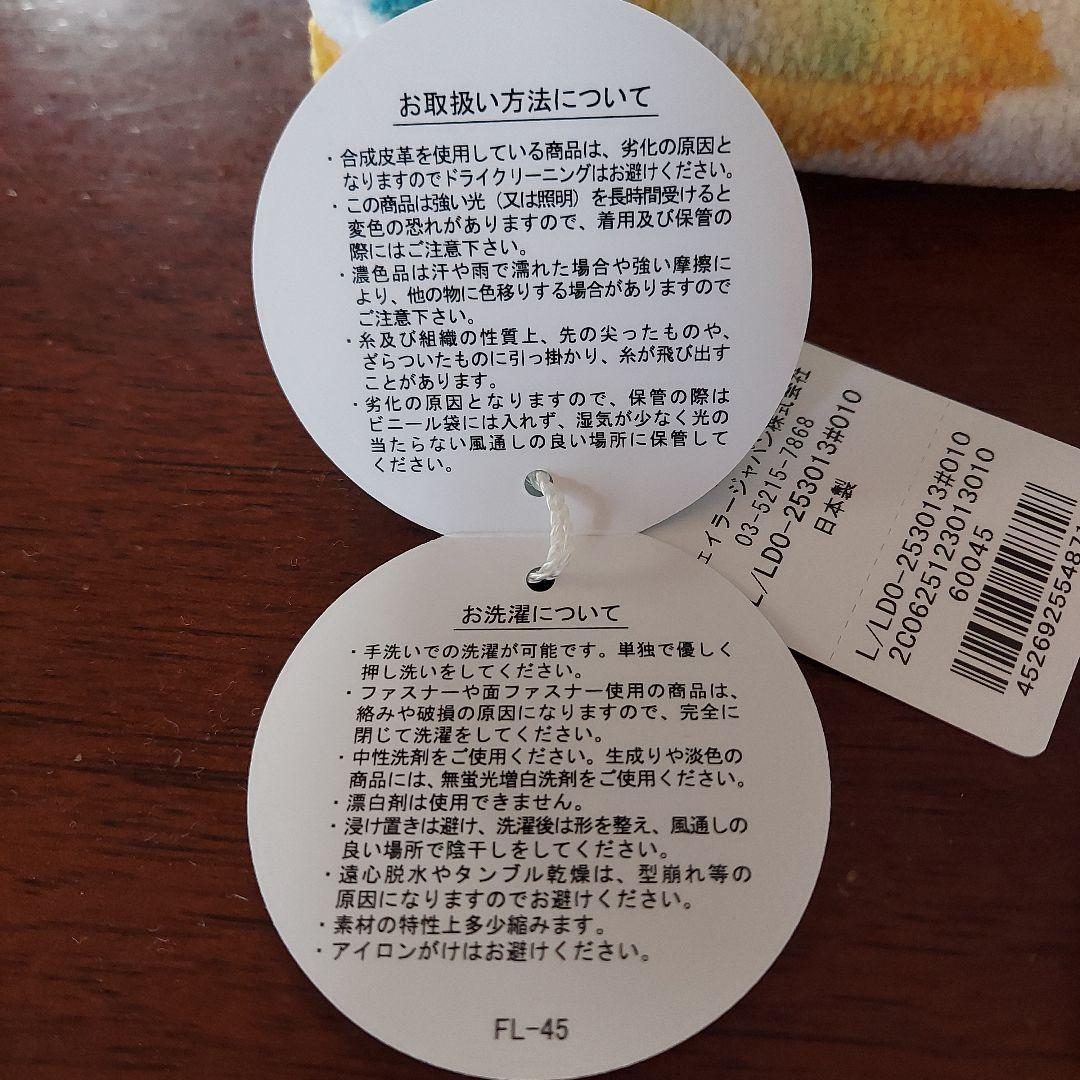 お取扱い方法について
・合成皮革を使用している商品は、劣化の原因と
なりますのでドライクリーニングはお避けください。
・この商品は強い光（又は照明）を長時間受けると
変色の恐れがありますので、着用及び保管の
際にはご注意下さい。
・濃色品は汗や雨で濡れた場合や強い摩擦に
より、他の物に色移りする場合がありますので
ご注意下さい。
・糸及び組織の性質上、先の尖ったものや、
ざらついたものに引っ掛かり、糸が飛び出す
ことがあります。
・劣化の原因となりますので、保管の際は
ビニール袋には入れず、湿気が少なく光の
当たらない風通しの良い場所に保管して
ください。
お洗濯について
・手洗いでの洗濯が可能です。単独で優しく
押し洗いをしてください。
・ファスナーや面ファスナー使用の商品は、
絡みや破損の原因になりますので、完全に
閉じて洗濯をしてください。
・中性洗剤をご使用ください。生成りや淡色の
商品には、無蛍光増白洗剤をご使用ください。
・漂白剤は使用できません。
・浸け置きは避け、洗濯後は形を整え、風通しの
良い場所で陰干しをしてください。
・遠心脱水やタンブル乾燥は、型崩れ等の
原因になりますのでお避けください。
・素材の特性上多少縮みます。
・アイロンがけはお避けください。
FL-45
ェイラージャパン株式会社
03-5215-7868
L/LDO-253013#010
日本製
L/LDO-253013#010
2C0625123013010
60045
452692554871